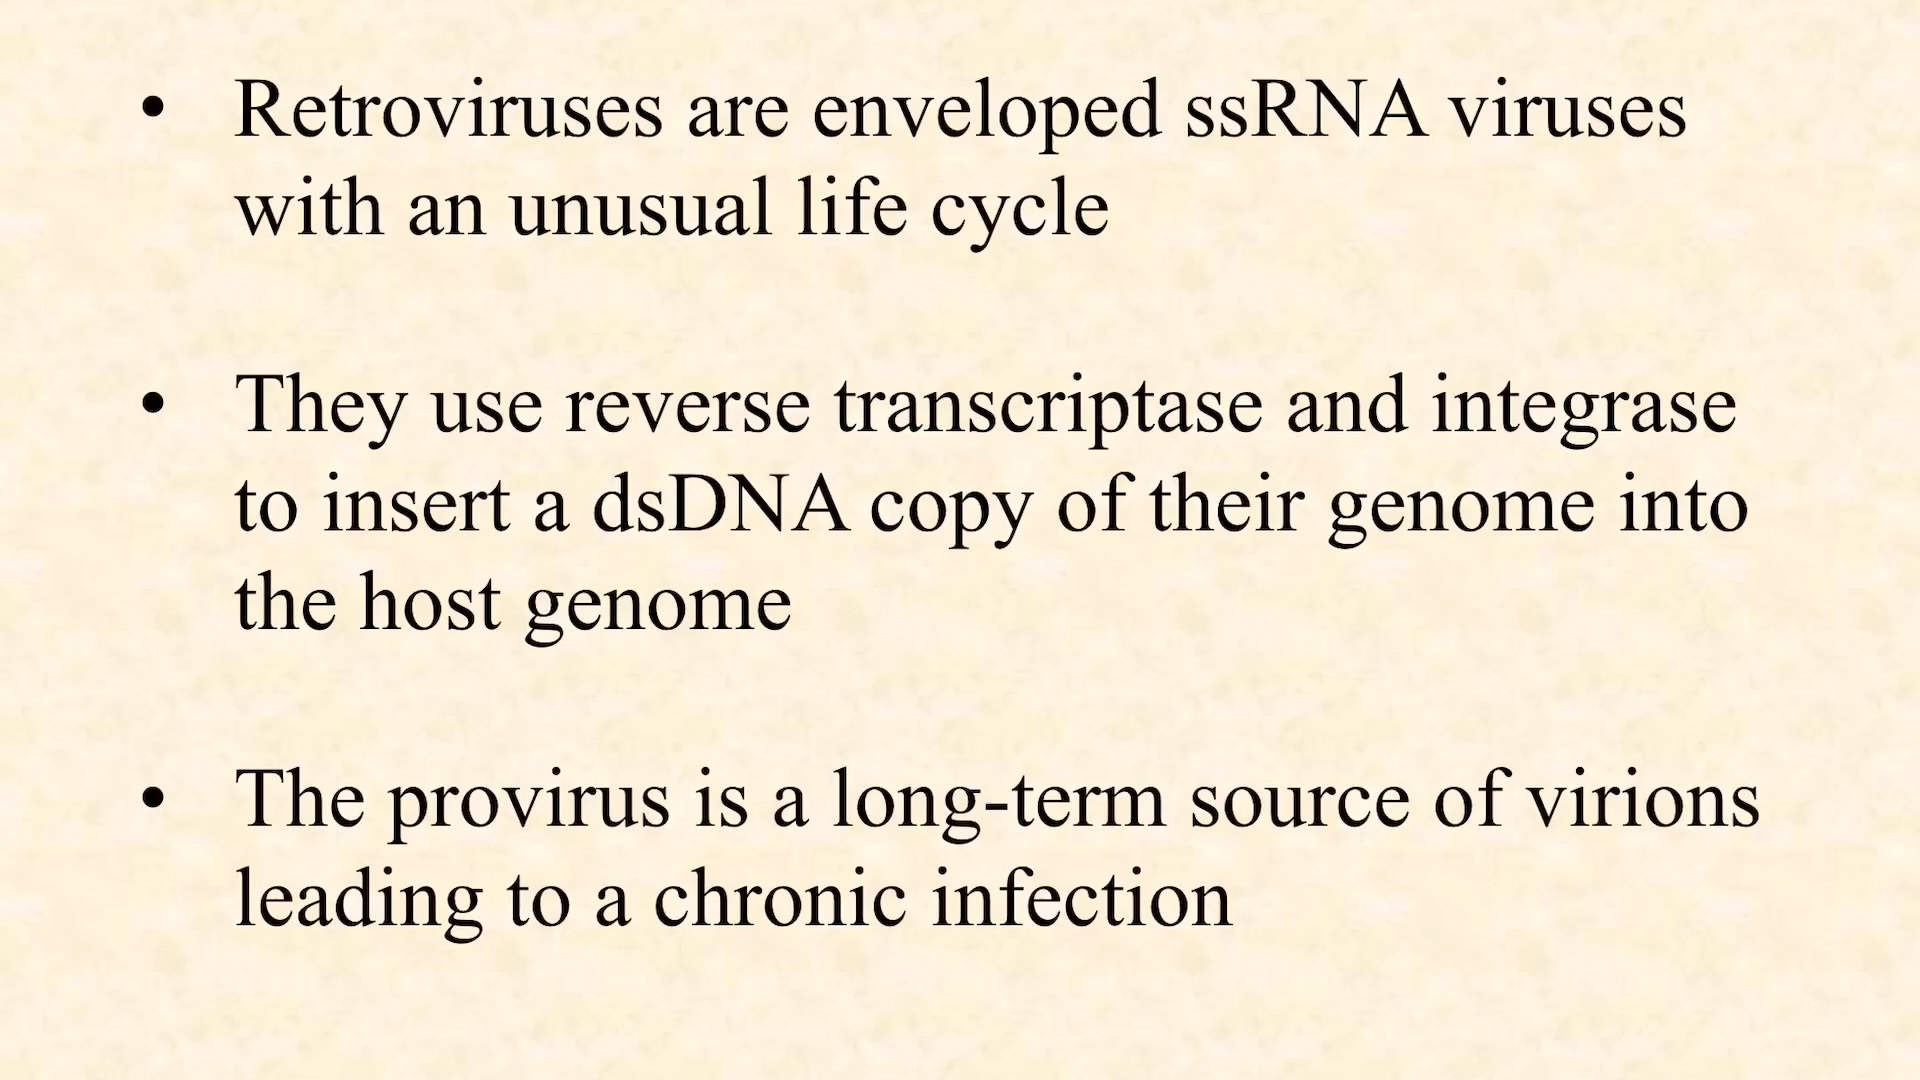 • Retroviruses are enveloped ssRNA viruses
with an unusual life cycle
• They use reverse transcriptase and integrase
to insert a dsDNA copy of their genome into
the host genome
• The provirus is a long-term source of virions
leading to a chronic infection